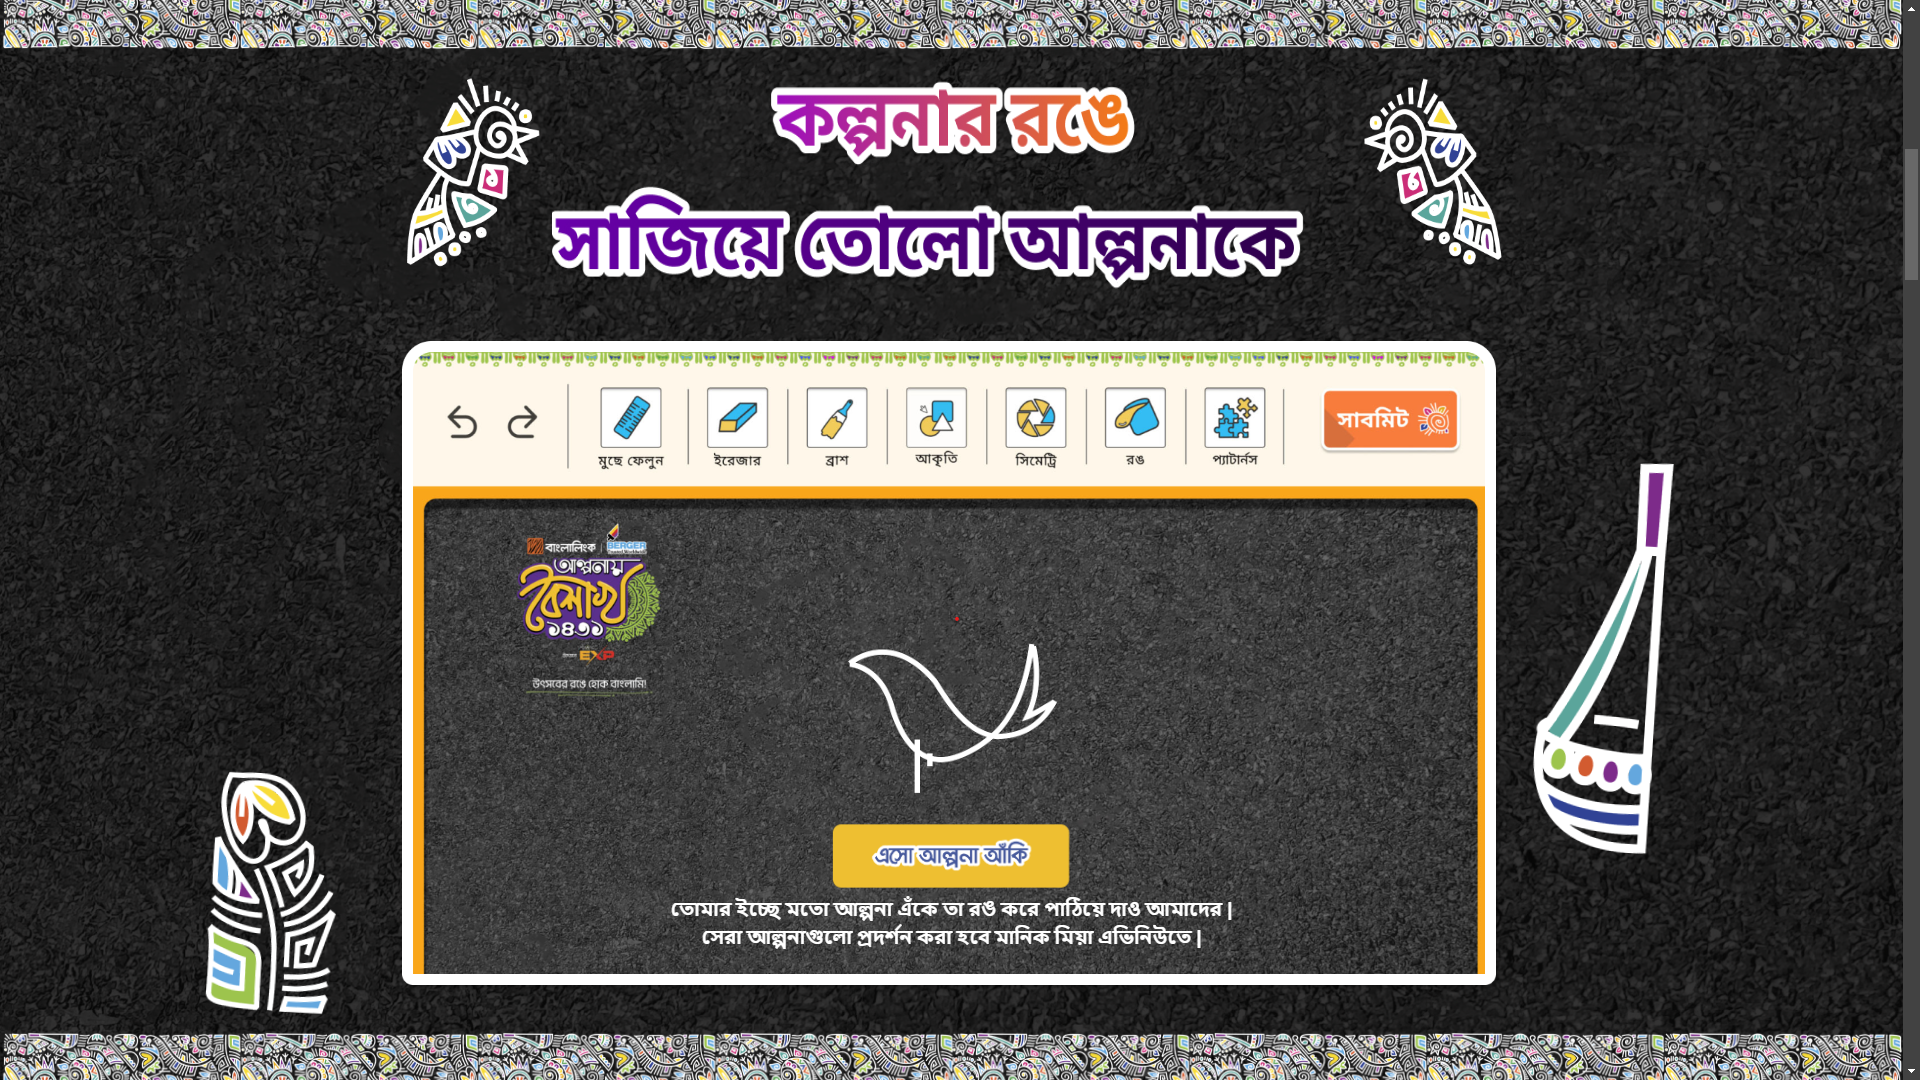 কল্পনার রঙে
সাজিয়ে তোলো আল্পনাকে
মুছে ফেলুন
ইরেজার
ব্রাশ
আকৃতি
সিমেট্রি
রঙ
প্যাটার্নস
সাবমিট
বাংলালিংক | BERGER
আল্পনায়
বৈশাখ
১৪৩১
EXP
উৎসবের রঙে হোক বাংলামি!
এসো আল্পনা আঁকি
তোমার ইচ্ছে মতো আল্পনা এঁকে তা রঙ করে পাঠিয়ে দাও আমাদের |
সেরা আল্পনাগুলো প্রদর্শন করা হবে মানিক মিয়া এভিনিউতে |